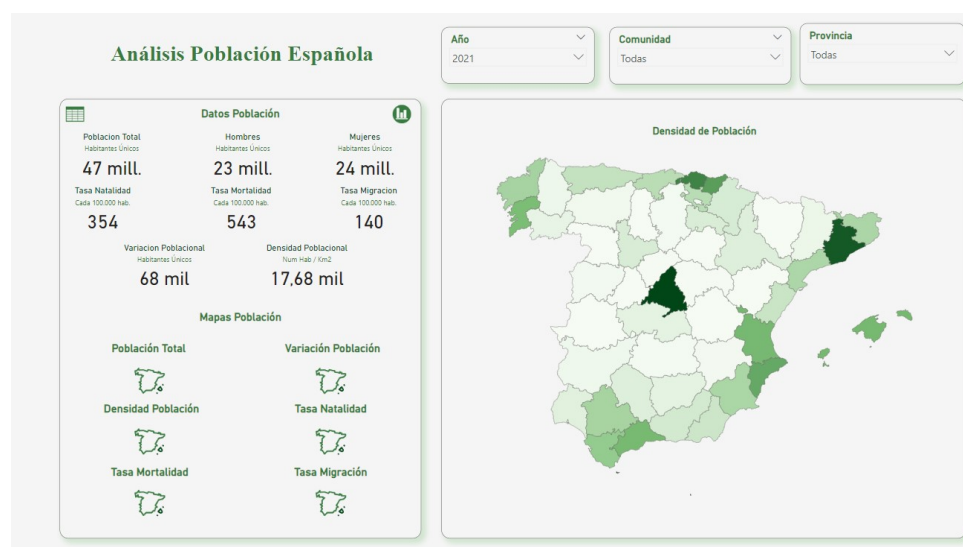 Análisis Población Española
Año
2021
Comunidad
Todas
Provincia
Todas
Datos Población
Poblacion Total
Habitantes Únicos
47 mill.
Hombres
Habitantes Únicos
23 mill.
Mujeres
Habitantes Únicos
24 mill.
Tasa Natalidad
Cada 100.000 hab.
354
Tasa Mortalidad
Cada 100.000 hab.
543
Tasa Migracion
Cada 100.000 hab.
140
Variacion Poblacional
Habitantes Únicos
68 mil
Densidad Poblacional
Num Hab / Km2
17,68 mil
Mapas Población
Población Total
Variación Población
Densidad Población
Tasa Natalidad
Tasa Mortalidad
Tasa Migración
Densidad de Población